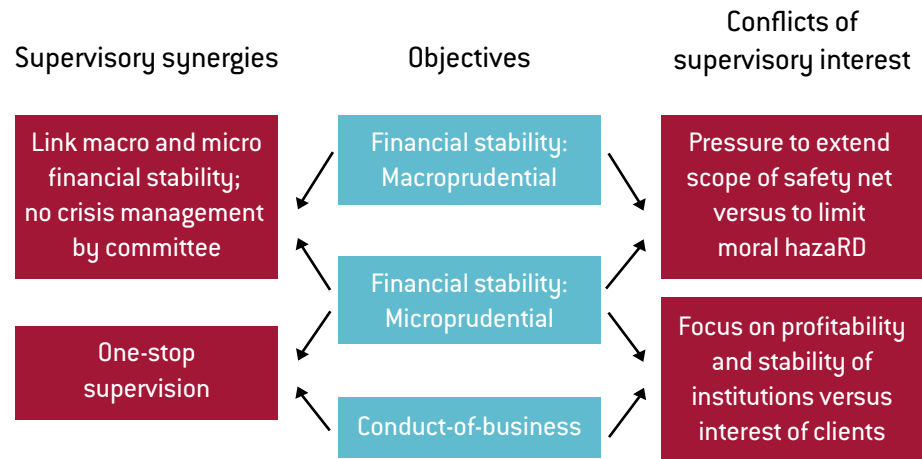 Supervisory synergies
Objectives
Conflicts of
supervisory interest
Link macro and micro
financial stability;
no crisis management
by committee
Financial stability:
Macroprudential
Pressure to extend
scope of safety net
versus to limit
moral hazaRD
Financial stability:
Microprudential
One-stop
supervision
Focus on profitability
and stability of
institutions versus
interest of clients
Conduct-of-business